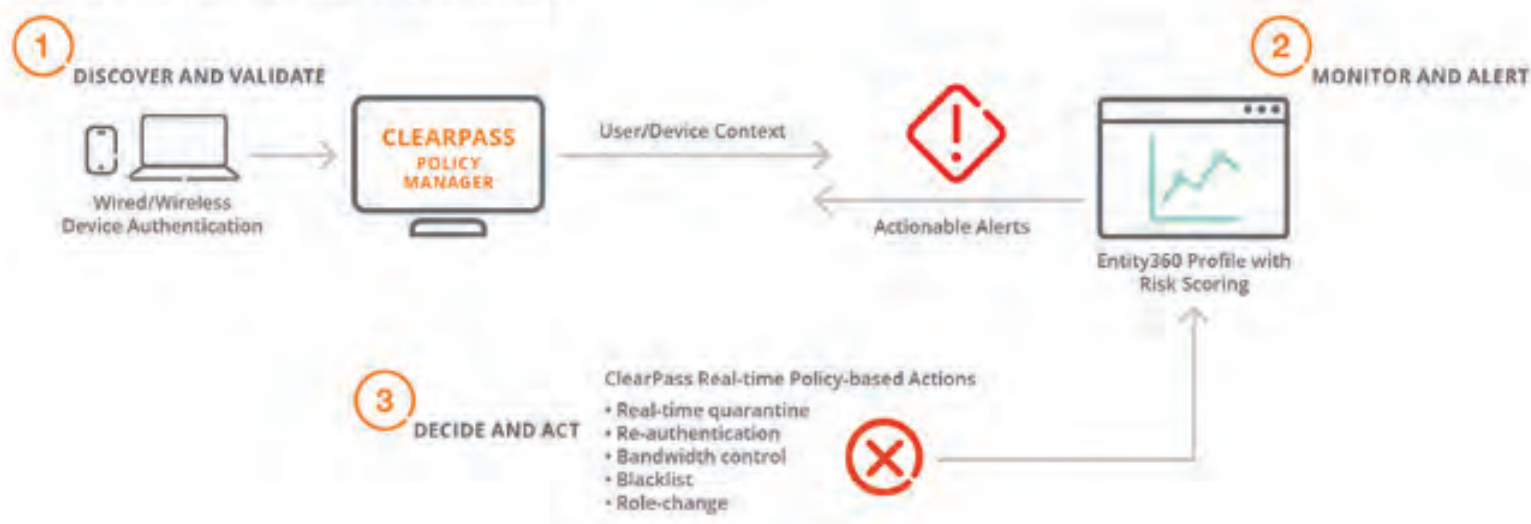 1
DISCOVER AND VALIDATE
Wired/Wireless
Device Authentication
CLEARPASS
POLICY
MANAGER
User/Device Context
Actionable Alerts
2
MONITOR AND ALERT
Entity360 Profile with
Risk Scoring
3
DECIDE AND ACT
ClearPass Real-time Policy-based Actions
• Real-time quarantine
• Re-authentication
• Bandwidth control
• Blacklist
• Role-change